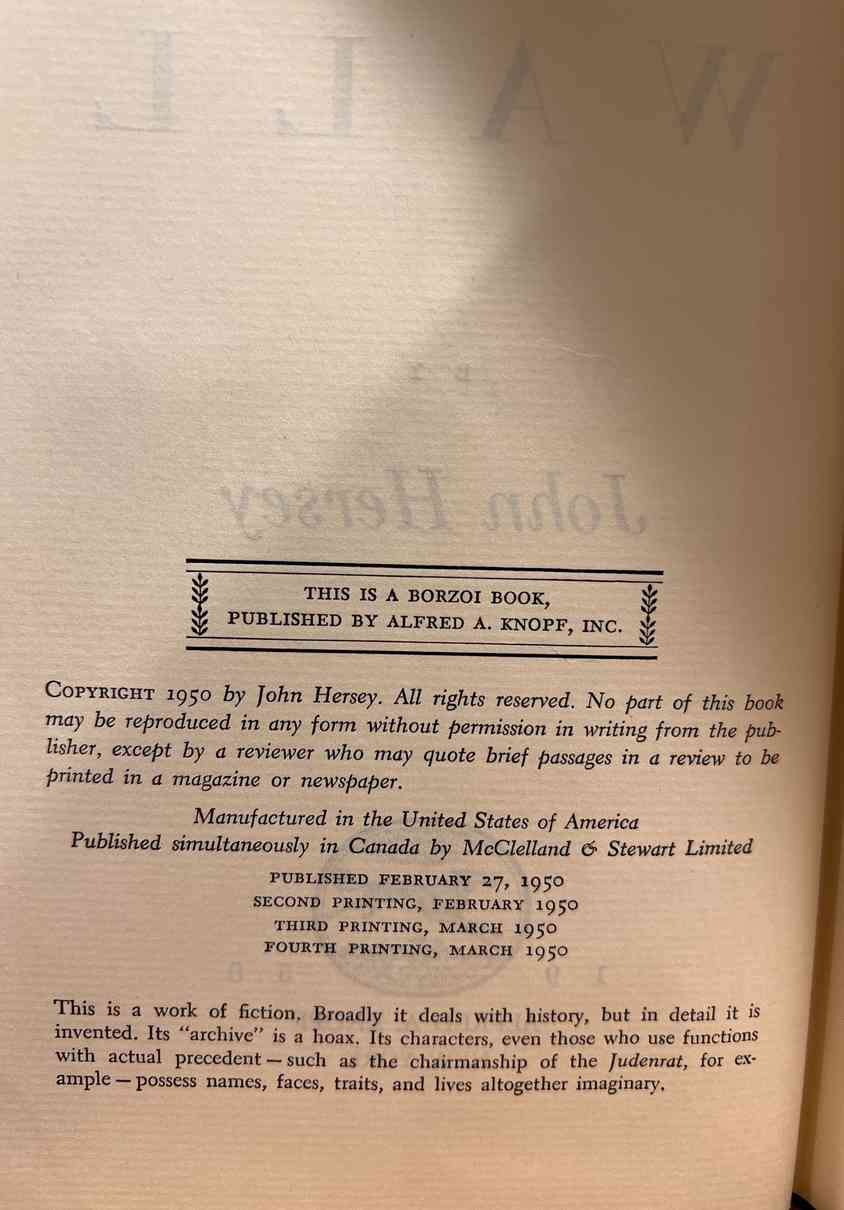 WALL
John Hersey
THIS IS A BORZOI BOOK,
PUBLISHED BY ALFRED A. KNOPF, INC.
COPYRIGHT 1950 by John Hersey. All rights reserved. No part of this book
may be reproduced in any form without permission in writing from the pub-
lisher, except by a reviewer who may quote brief passages in a review to be
printed in a magazine or newspaper.
Manufactured in the United States of America
Published simultaneously in Canada by McClelland & Stewart Limited
PUBLISHED FEBRUARY 27, 1950
SECOND PRINTING, FEBRUARY 1950
THIRD PRINTING, MARCH 1950
FOURTH PRINTING, MARCH 1950
This is a work of fiction. Broadly it deals with history, but in detail it is
invented. Its "archive" is a hoax. Its characters, even those who use functions
with actual precedent — such as the chairmanship of the Judenrat, for ex-
ample — possess names, faces, traits, and lives altogether imaginary.